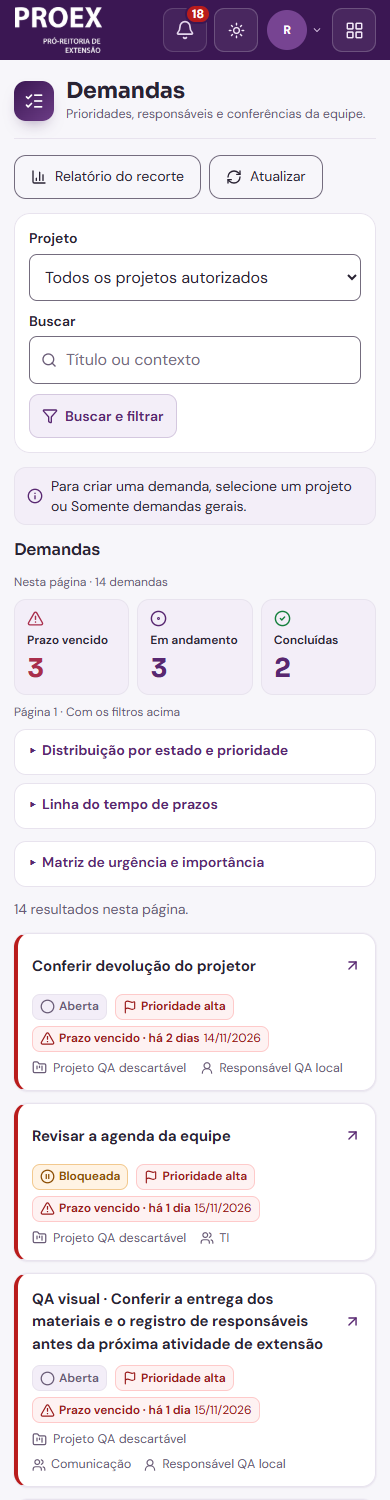 PROEX
PRÓ-REITORIA DE
EXTENSÃO
18
R
Demandas
Prioridades, responsáveis e conferências da equipe.
Relatório do recorte
Atualizar
Projeto
Todos os projetos autorizados
Buscar
Título ou contexto
Buscar e filtrar
Para criar uma demanda, selecione um projeto
ou Somente demandas gerais.
Demandas
Nesta página · 14 demandas
Prazo vencido
3
Em andamento
3
Concluídas
2
Página 1 · Com os filtros acima
Distribuição por estado e prioridade
Linha do tempo de prazos
Matriz de urgência e importância
14 resultados nesta página.
Conferir devolução do projetor
Aberta
Prioridade alta
Prazo vencido · há 2 dias 14/11/2026
Projeto QA descartável
Responsável QA local
Revisar a agenda da equipe
Bloqueada
Prioridade alta
Prazo vencido · há 1 dia 15/11/2026
Projeto QA descartável
TI
QA visual · Conferir a entrega dos
materiais e o registro de responsáveis
antes da próxima atividade de extensão
Aberta
Prioridade alta
Prazo vencido · há 1 dia 15/11/2026
Projeto QA descartável
Comunicação
Responsável QA local